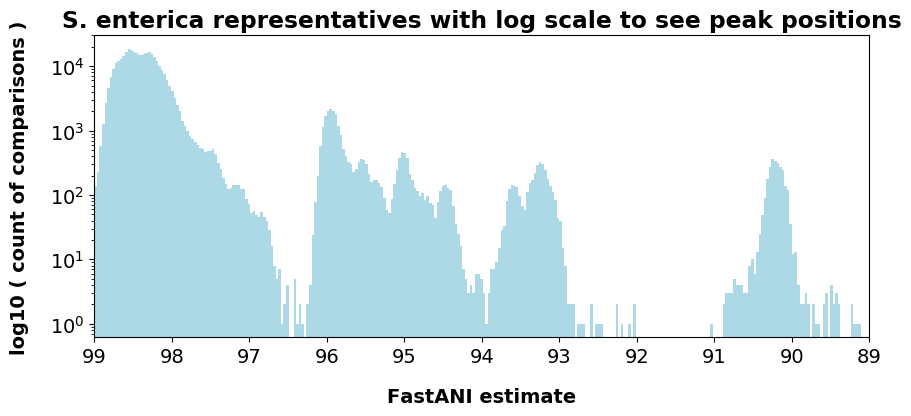 S. enterica representatives with log scale to see peak positions
log10 ( count of comparisons )
10⁴
10³
10²
10¹
10⁰
99 98 97 96 95 94 93 92 91 90 89
FastANI estimate